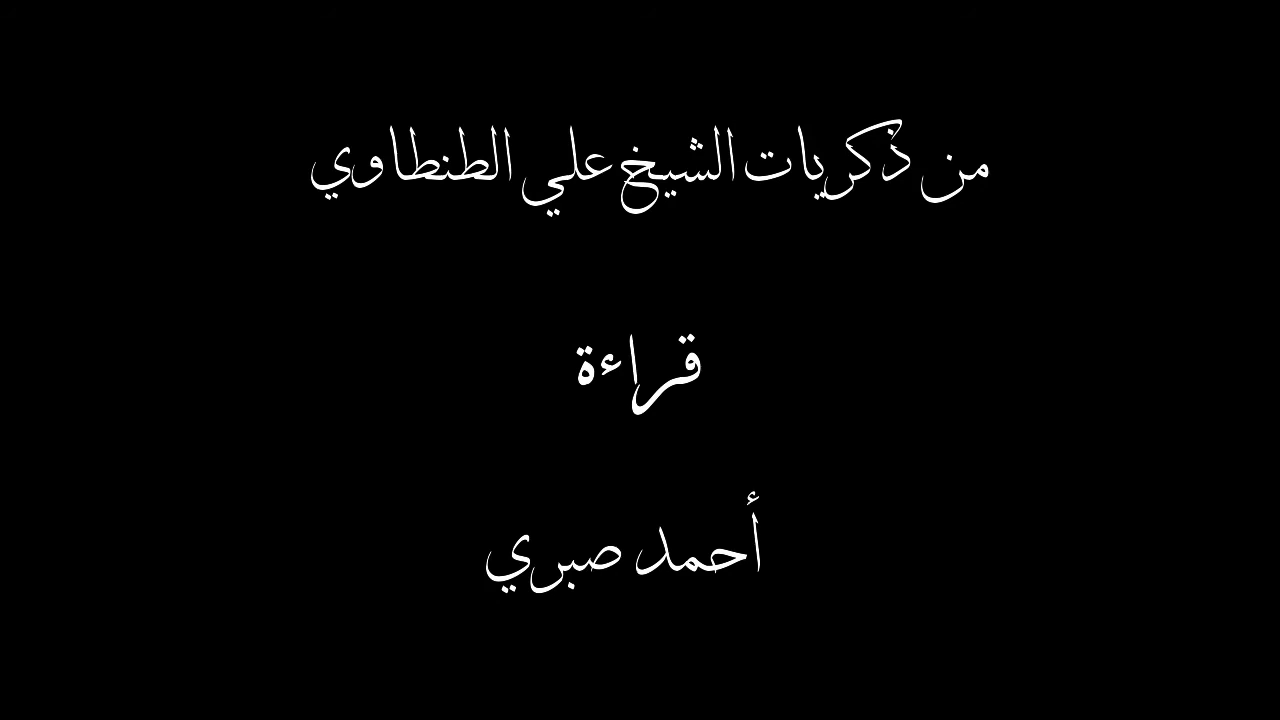 من ذكريات الشيخ علي الطنطاوي
قراءة
أحمد صبري